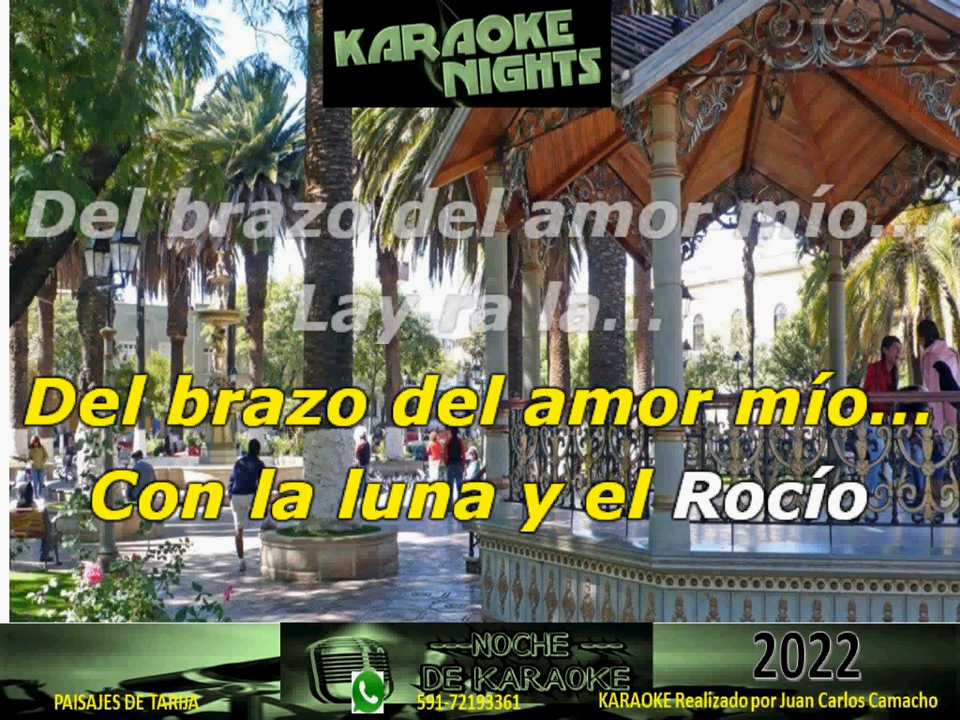 KARAOKE
NIGHTS
Del brazo del amor mío...
Lay ra la...
Del brazo del amor mío...
Con la luna y el Rocío
NOCHE
DE KARAOKE
2022
PAISAJES DE TARIJA
591-72193361
KARAOKE Realizado por Juan Carlos Camacho